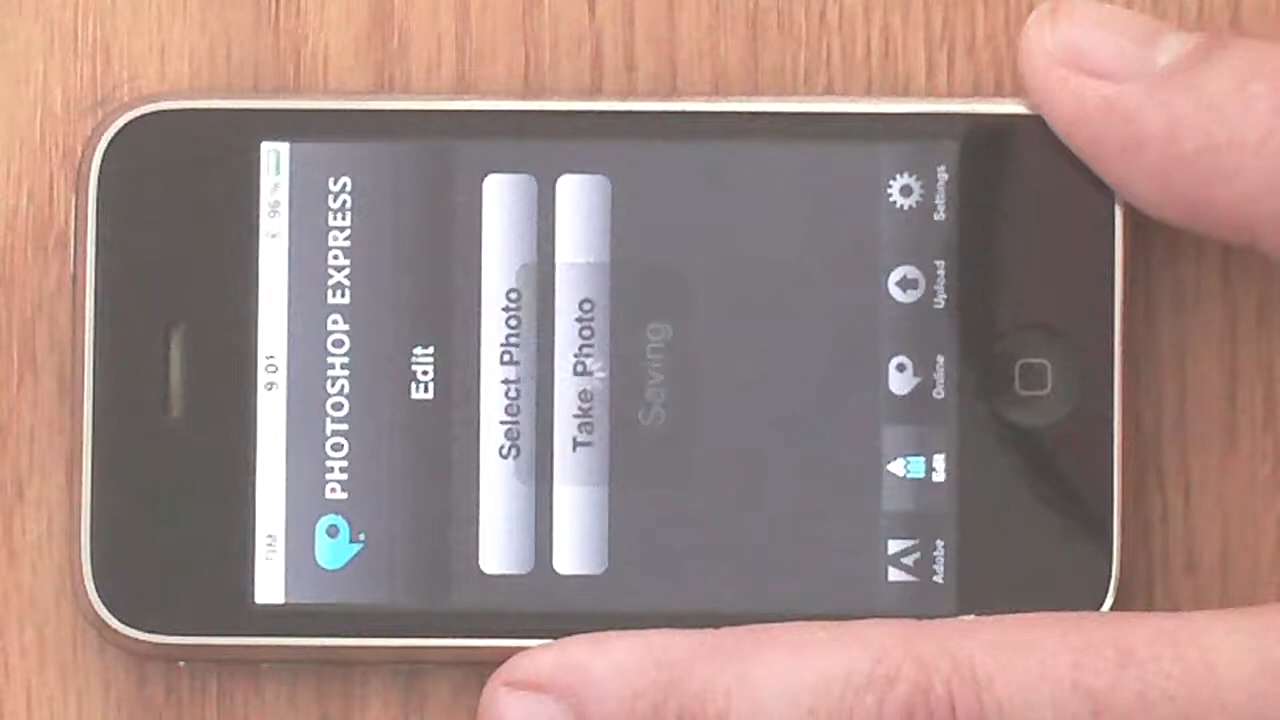 9 01
96 %
PHOTOSHOP EXPRESS
Edit
Select Photo
Take Photo
Saving
Adobe
Edit
Online
Upload
Settings